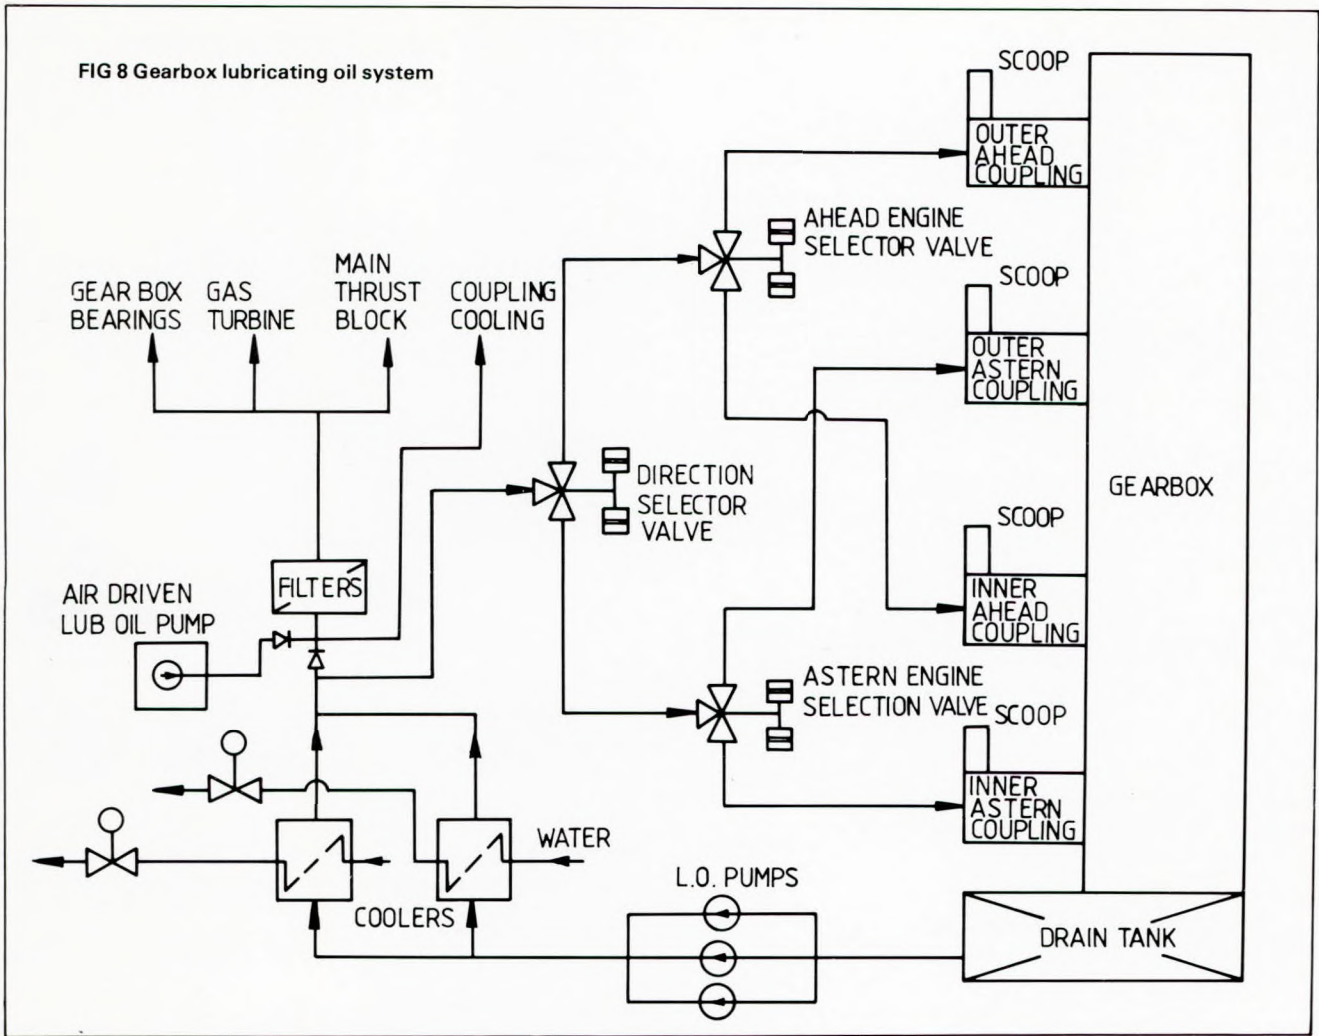 FIG 8 Gearbox lubricating oil system
SCOOP
OUTER
AHEAD
COUPLING
AHEAD ENGINE
SELECTOR VALVE
SCOOP
OUTER
ASTERN
COUPLING
GEAR BOX
BEARINGS
GAS
TURBINE
MAIN
THRUST
BLOCK
COUPLING
COOLING
DIRECTION
SELECTOR
VALVE
GEARBOX
SCOOP
INNER
AHEAD
COUPLING
FILTERS
AIR DRIVEN
LUB OIL PUMP
ASTERN ENGINE
SELECTION VALVE
SCOOP
INNER
ASTERN
COUPLING
WATER
COOLERS
L.O. PUMPS
DRAIN TANK